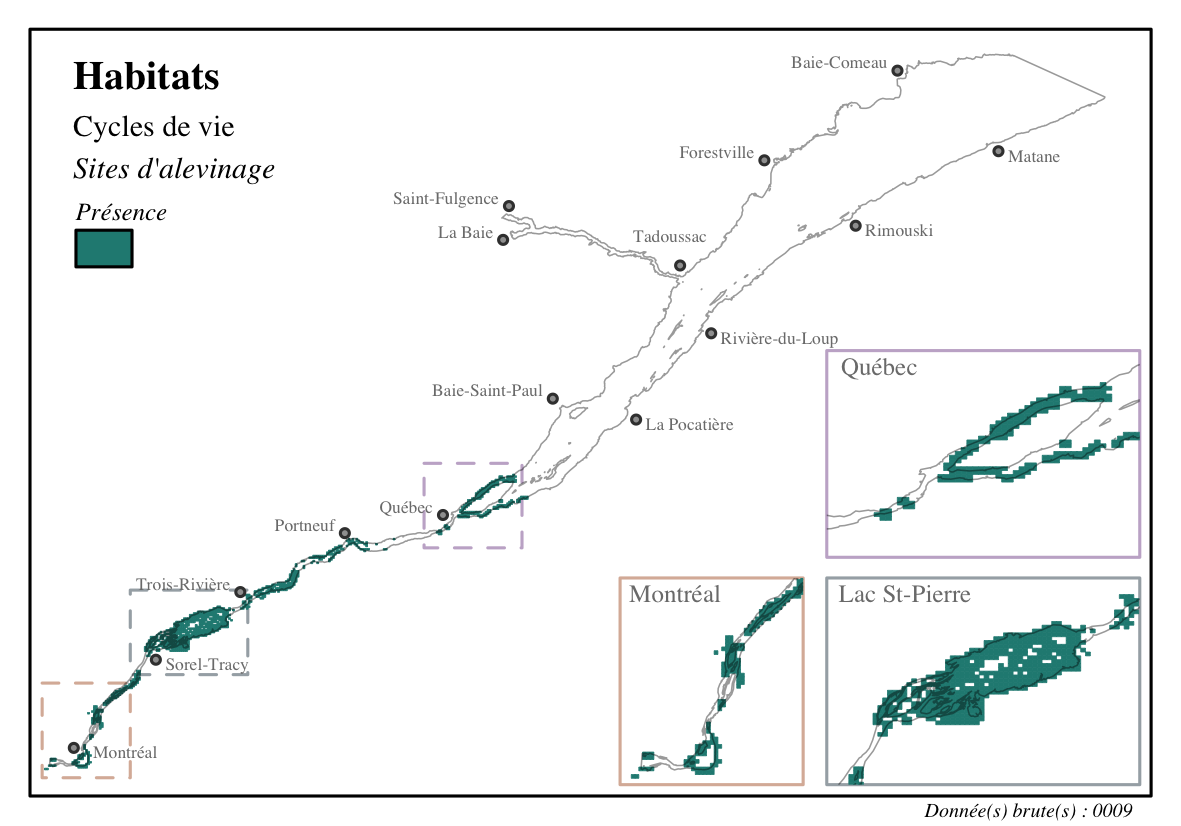 Habitats
Cycles de vie
Sites d'alevinage
Présence
Baie-Comeau
Forestville
Matane
Saint-Fulgence
La Baie
Tadoussac
Rimouski
Rivière-du-Loup
Baie-Saint-Paul
La Pocatière
Québec
Portneuf
Trois-Rivière
Sorel-Tracy
Montréal
Québec
Montréal
Lac St-Pierre
Donnée(s) brute(s) : 0009